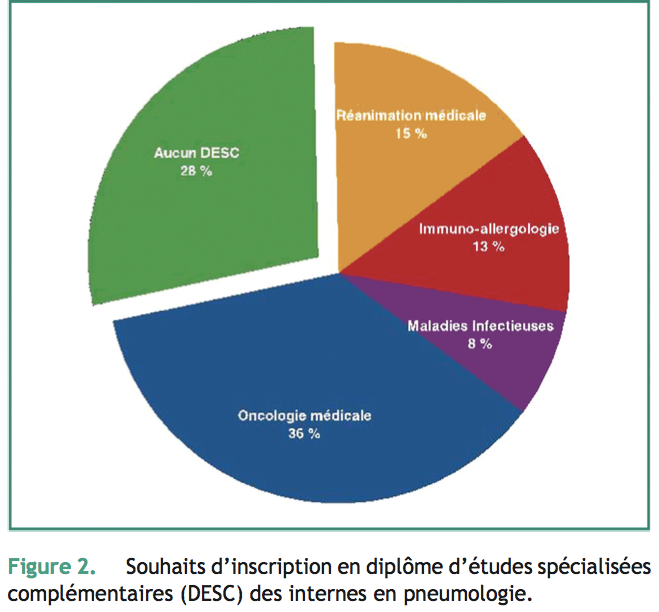 Réanimation médicale
15 %
Aucun DESC
28 %
Immuno-allergologie
13 %
Maladies Infectieuses
8 %
Oncologie médicale
36 %
Figure 2. Souhaits d’inscription en diplôme d’études spécialisées
complémentaires (DESC) des internes en pneumologie.